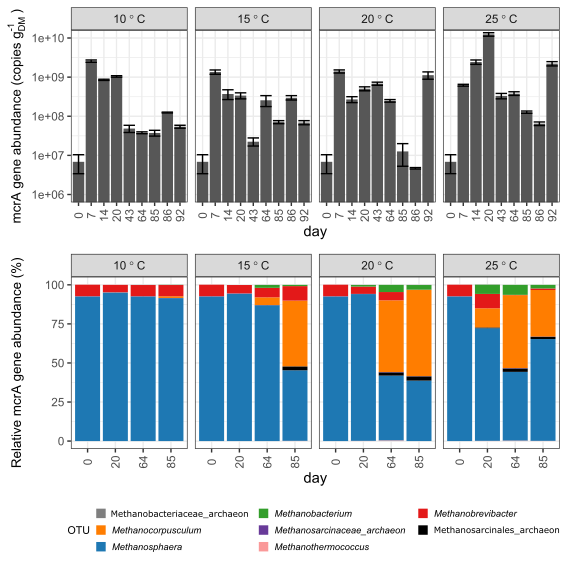 mcrA gene abundance (copies g⁻¹DM )
10 ° C 15 ° C 20 ° C 25 ° C
1e+10
1e+09
1e+08
1e+07
1e+06
0 7 14 20 43 64 85 86 92 0 7 14 20 43 64 85 86 92 0 7 14 20 43 64 85 86 92 0 7 14 20 43 64 85 86 92
day
Relative mcrA gene abundance (%)
10 ° C 15 ° C 20 ° C 25 ° C
100
75
50
25
0
0 20 64 85 0 20 64 85 0 20 64 85 0 20 64 85
day
OTU
Methanobacteriaceae_archaeon Methanobacterium Methanobrevibacter
Methanocorpusculum Methanosarcinaceae_archaeon Methanosarcinales_archaeon
Methanosphaera Methanothermococcus